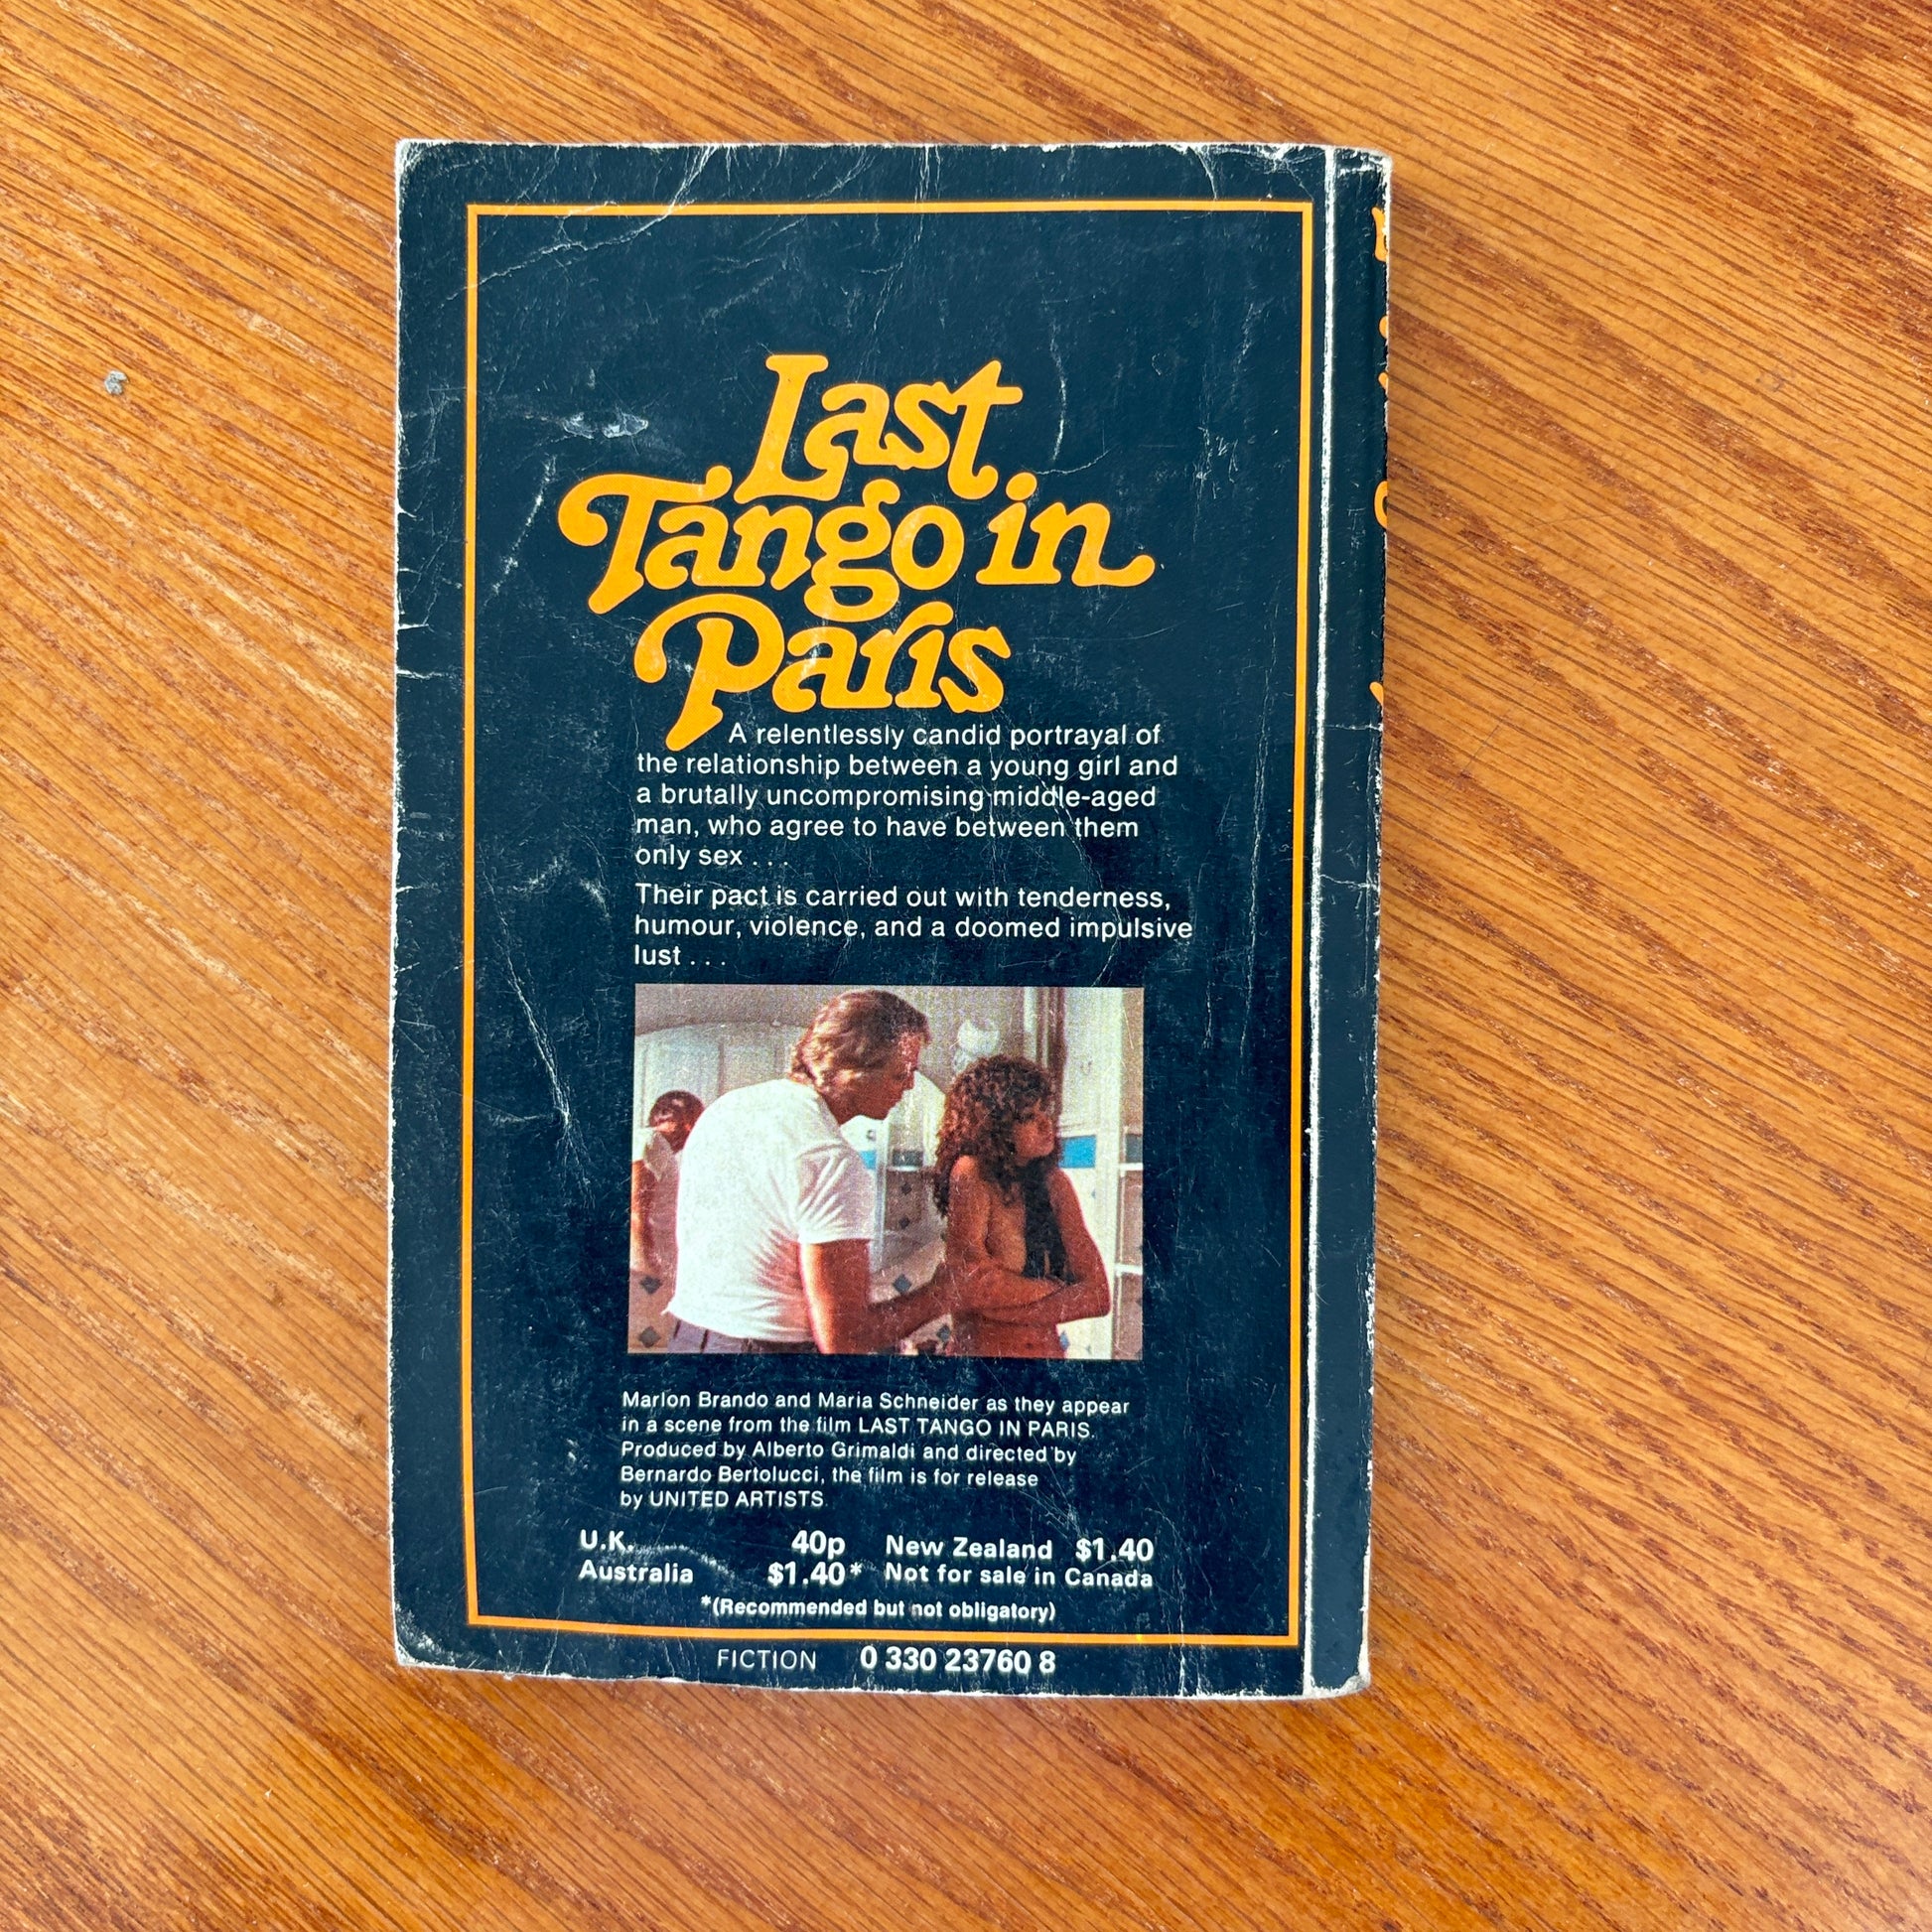 Last
Tango in
Paris
A relentlessly candid portrayal of
the relationship between a young girl and
a brutally uncompromising middle-aged
man, who agree to have between them
only sex . . .
Their pact is carried out with tenderness,
humour, violence, and a doomed impulsive
lust . . .
Marlon Brando and Maria Schneider as they appear
in a scene from the film LAST TANGO IN PARIS.
Produced by Alberto Grimaldi and directed by
Bernardo Bertolucci, the film is for release
by UNITED ARTISTS
U.K. 40p New Zealand $1.40
Australia $1.40* Not for sale in Canada
*(Recommended but not obligatory)
FICTION 0 330 23760 8